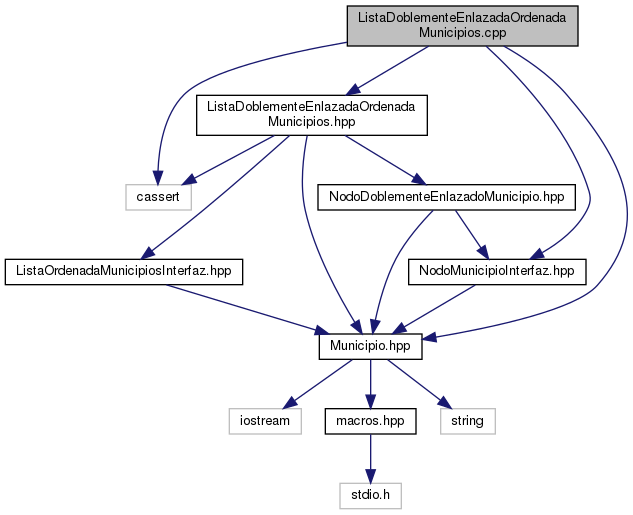 ListaDoblementeEnlazadaOrdenada
Municipios.cpp
ListaDoblementeEnlazadaOrdenada
Municipios.hpp
cassert
NodoDoblementeEnlazadoMunicipio.hpp
ListaOrdenadaMunicipiosInterfaz.hpp
NodoMunicipioInterfaz.hpp
Municipio.hpp
iostream
macros.hpp
string
stdio.h